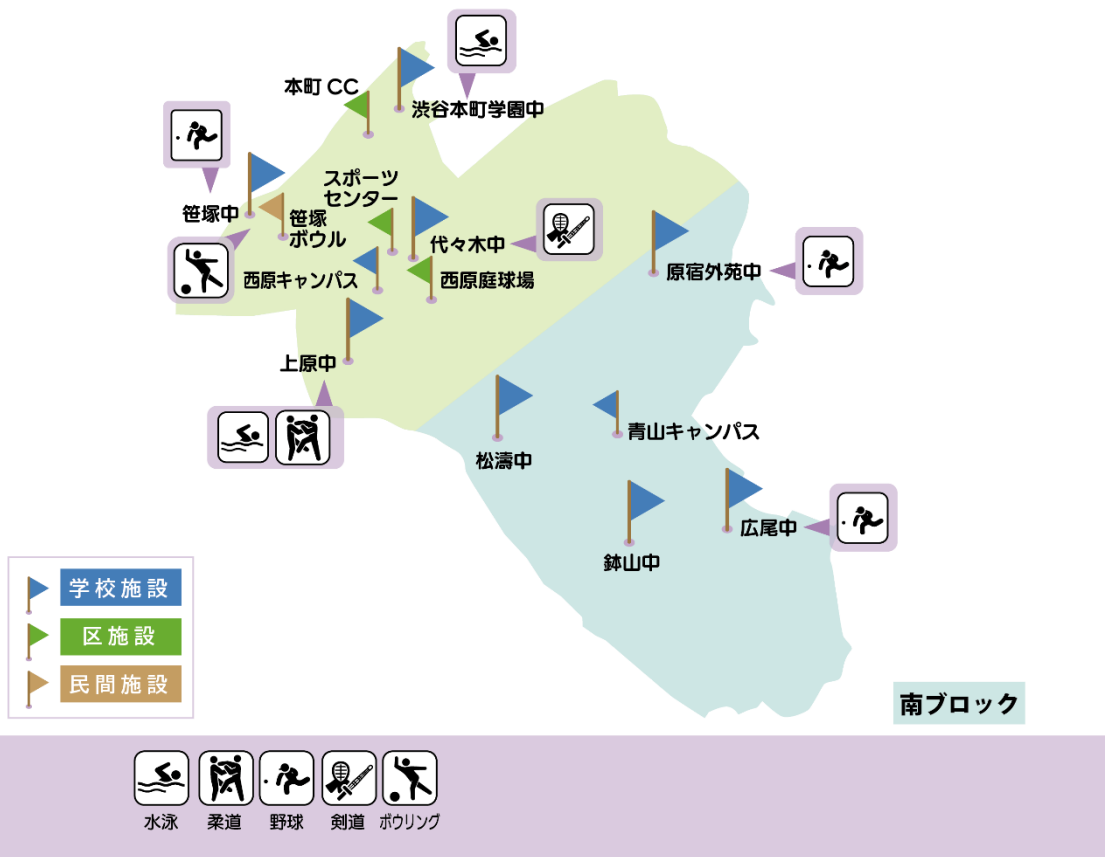 本町 CC
渋谷本町学園中
スポーツ
センター
笹塚中
笹塚
ボウル
代々木中
西原キャンパス
西原庭球場
原宿外苑中
上原中
松濤中
青山キャンパス
広尾中
鉢山中
学校施設
区施設
民間施設
南ブロック
水泳
柔道
野球
剣道
ボウリング